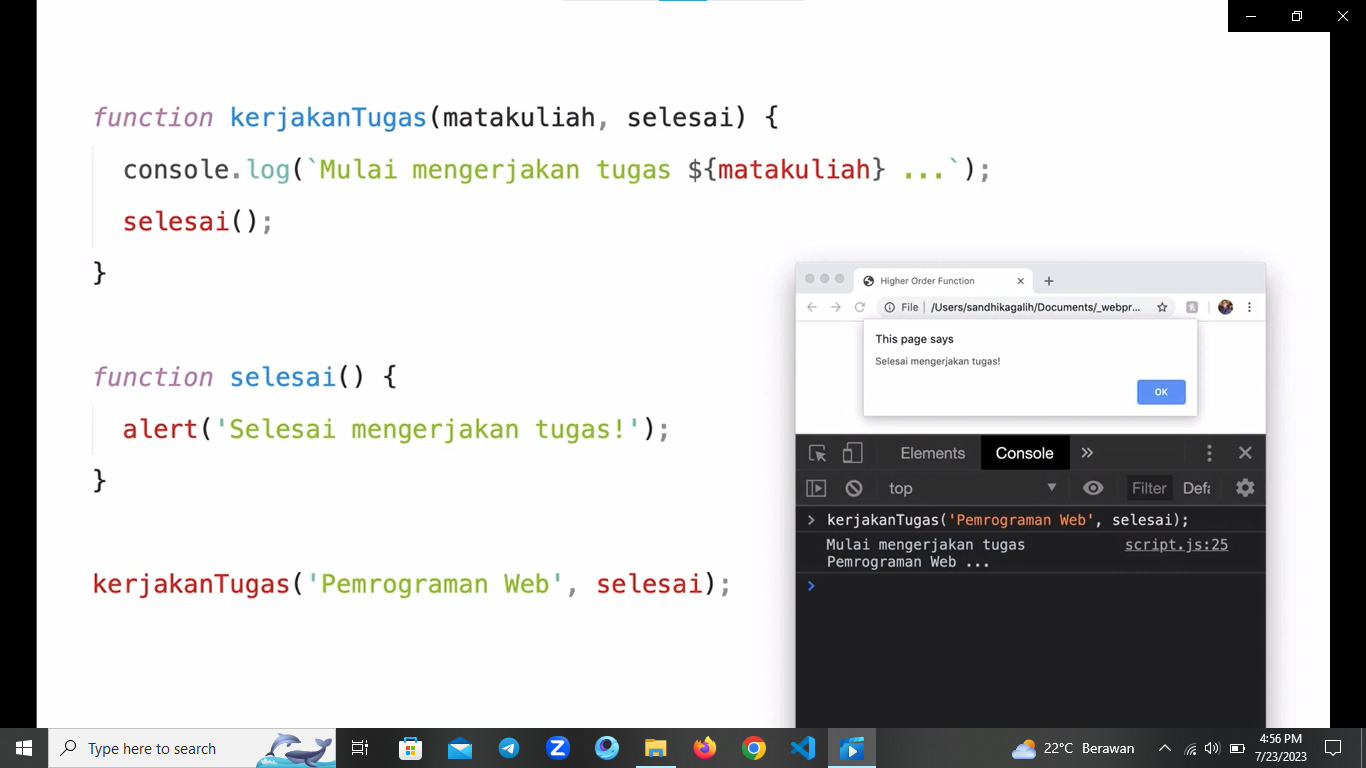 function kerjakanTugas(matakuliah, selesai) {
console.log(`Mulai mengerjakan tugas ${matakuliah} ...`);
selesai();
}
function selesai() {
alert('Selesai mengerjakan tugas!');
}
kerjakanTugas('Pemrograman Web', selesai);
Higher Order Function
File | /Users/sandhikagalih/Documents/_webpr...
This page says
Selesai mengerjakan tugas!
OK
Elements Console
top Filter Defa
> kerjakanTugas('Pemrograman Web', selesai);
Mulai mengerjakan tugas script.js:25
Pemrograman Web ...
>
Type here to search
22°C Berawan
4:56 PM
7/23/2023